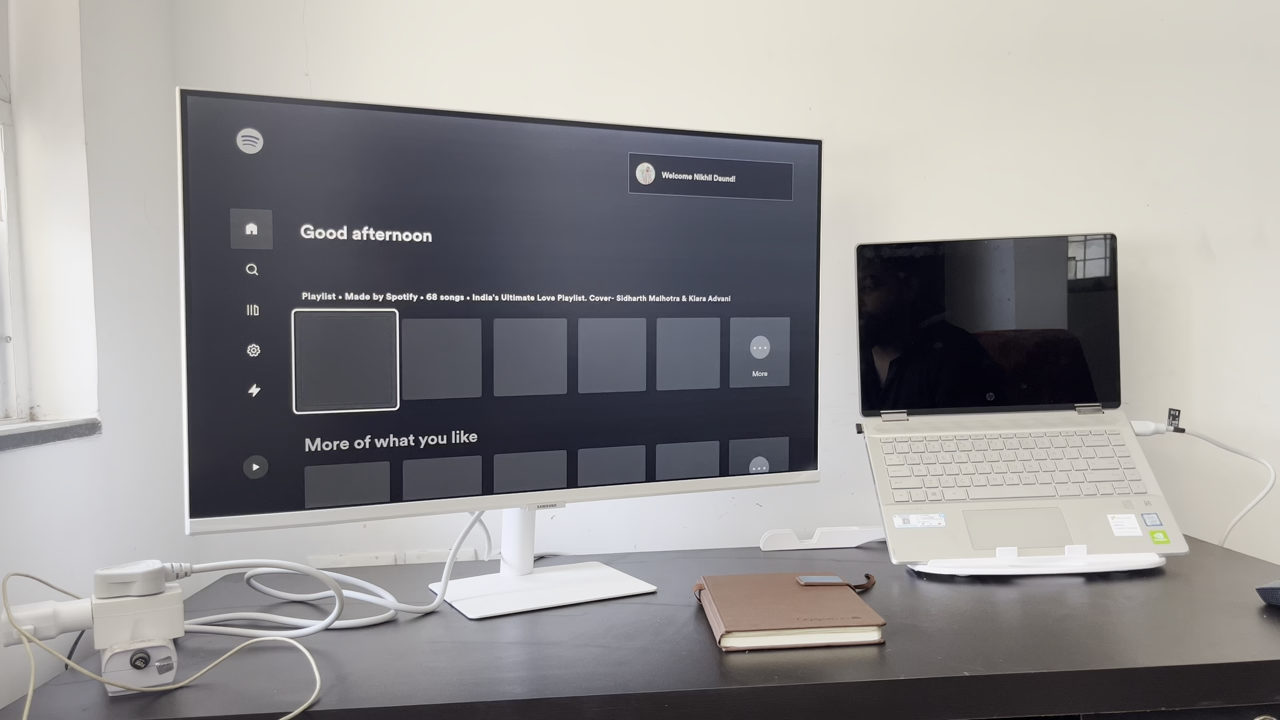 Welcome Nikhil Daund!
Good afternoon
Playlist • Made by Spotify • 68 songs • India's Ultimate Love Playlist. Cover- Sidharth Malhotra & Kiara Advani
More
More of what you like
SAMSUNG
hp